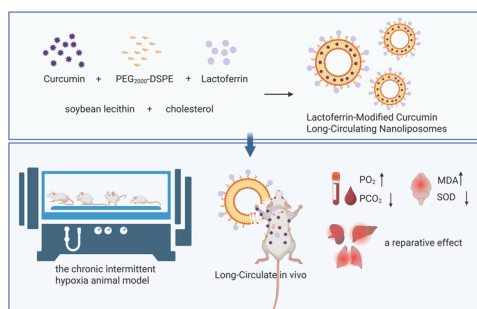 Curcumin + PEG2000-DSPE + Lactoferrin
soybean lecithin + cholesterol
Lactoferrin-Modified Curcumin
Long-Circulating Nanoliposomes
the chronic intermittent
hypoxia animal model
Long-Circulate in vivo
PO₂ ↑
PCO₂ ↓
MDA ↑
SOD ↓
a reparative effect